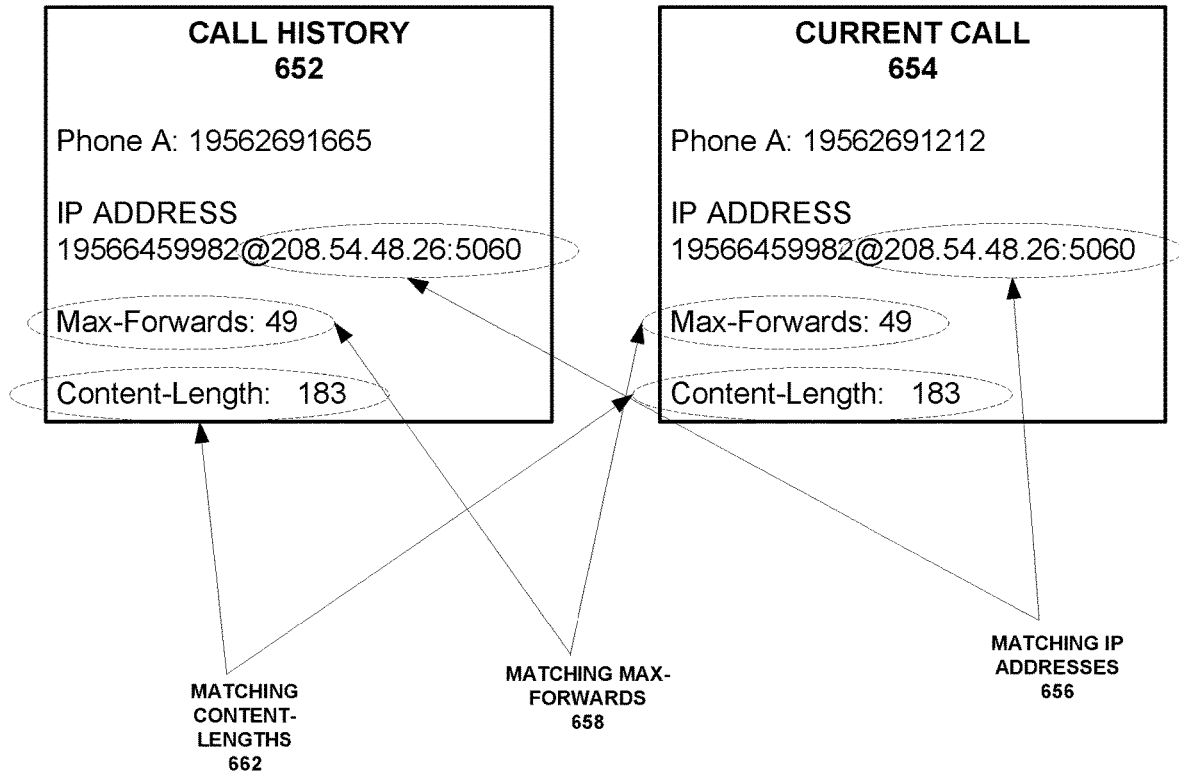 CALL HISTORY
652
Phone A: 19562691665
IP ADDRESS
19566459982@208.54.48.26:5060
Max-Forwards: 49
Content-Length: 183
CURRENT CALL
654
Phone A: 19562691212
IP ADDRESS
19566459982@208.54.48.26:5060
Max-Forwards: 49
Content-Length: 183
MATCHING
CONTENT-
LENGTHS
662
MATCHING MAX-
FORWARDS
658
MATCHING IP
ADDRESSES
656